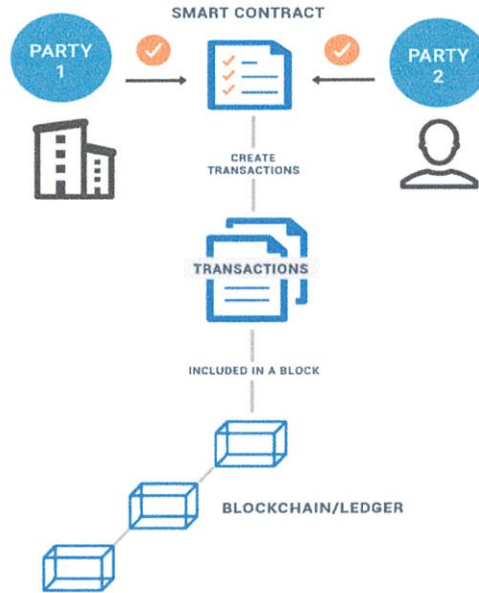 SMART CONTRACT
PARTY
1
PARTY
2
CREATE
TRANSACTIONS
TRANSACTIONS
INCLUDED IN A BLOCK
BLOCKCHAIN/LEDGER